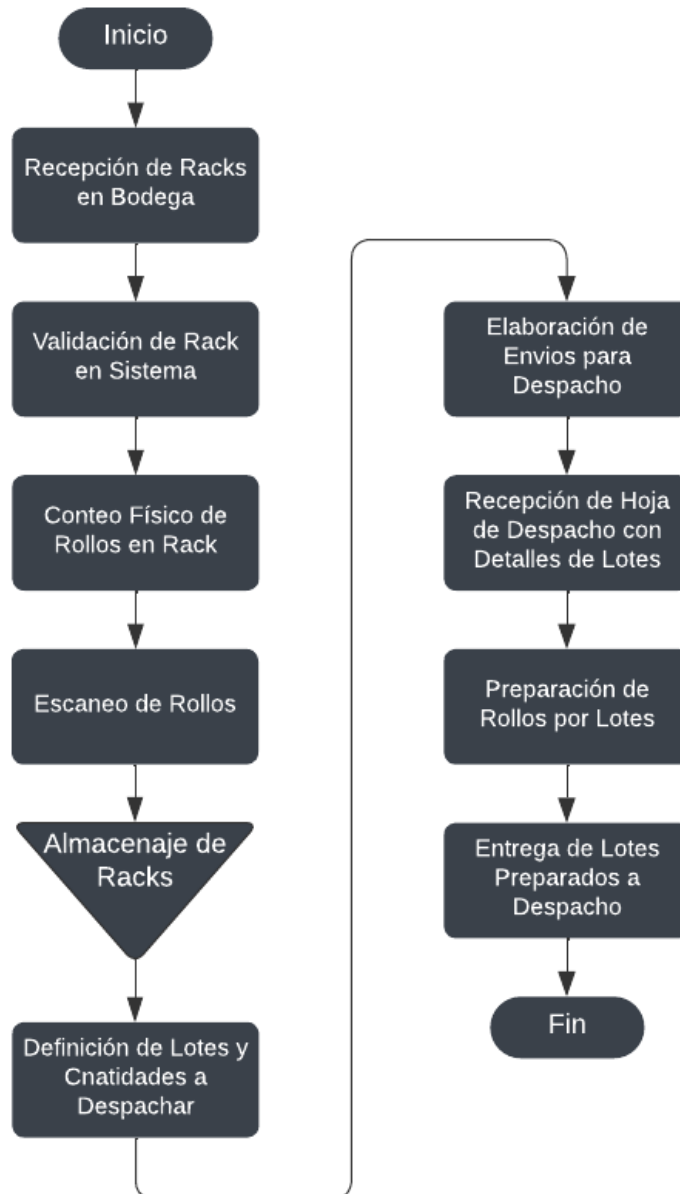 Inicio
Recepción de Racks
en Bodega
Validación de Rack
en Sistema
Conteo Físico de
Rollos en Rack
Escaneo de Rollos
Almacenaje de
Racks
Definición de Lotes y
Cnatidades a
Despachar
Elaboración de
Envios para
Despacho
Recepción de Hoja
de Despacho con
Detalles de Lotes
Preparación de
Rollos por Lotes
Entrega de Lotes
Preparados a
Despacho
Fin